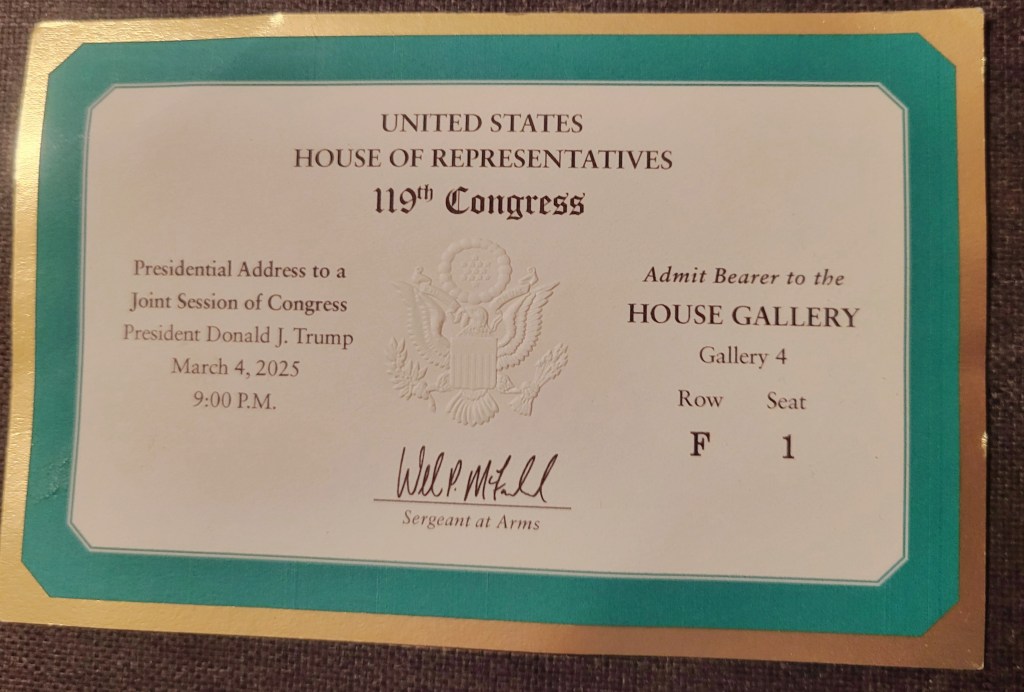 UNITED STATES
HOUSE OF REPRESENTATIVES
119th Congress
Presidential Address to a
Joint Session of Congress
President Donald J. Trump
March 4, 2025
9:00 P.M.
Admit Bearer to the
HOUSE GALLERY
Gallery 4
Row Seat
F 1
Sergeant at Arms